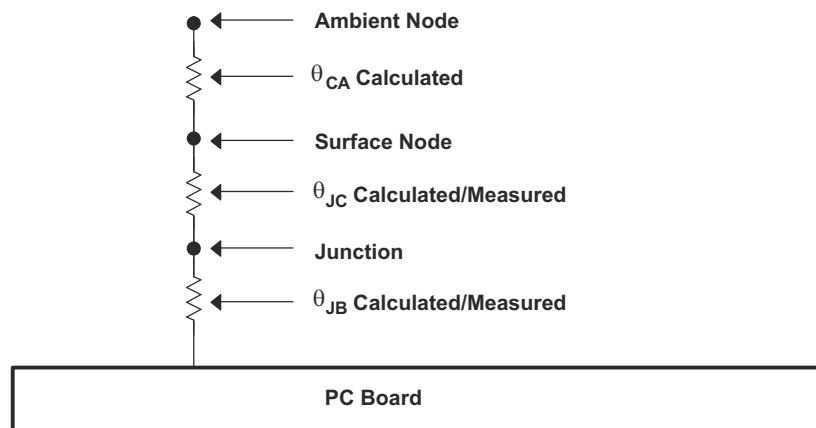 Ambient Node
θCA Calculated
Surface Node
θJC Calculated/Measured
Junction
θJB Calculated/Measured
PC Board